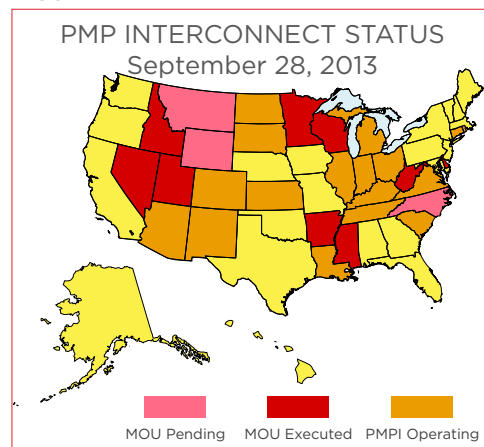 PMP INTERCONNECT STATUS
September 28, 2013
MOU Pending
MOU Executed
PMPI Operating